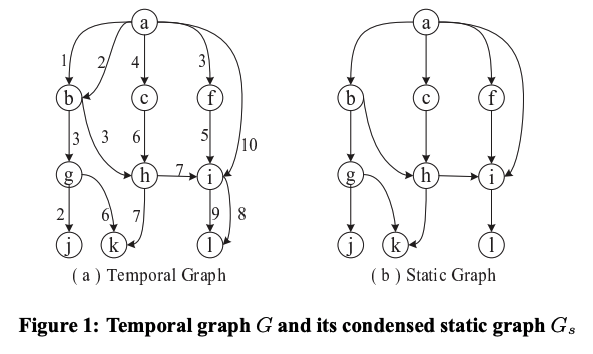 a a
1 2 4 3
b c f b c f
3 3 6 5 10
g h 7 i g h i
2 6 7 9 8
j k l j k l
( a ) Temporal Graph ( b ) Static Graph
Figure 1: Temporal graph G and its condensed static graph Gs